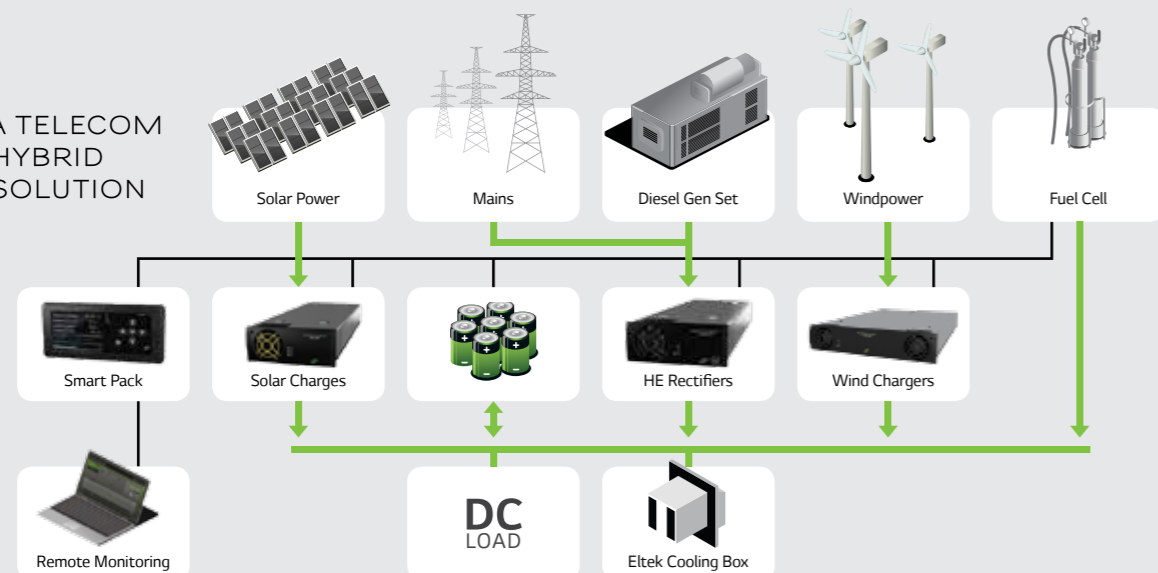 A TELECOM
HYBRID
SOLUTION
Solar Power
Mains
Diesel Gen Set
Windpower
Fuel Cell
Smart Pack
Solar Charges
HE Rectifiers
Wind Chargers
Remote Monitoring
DC
LOAD
Eltek Cooling Box